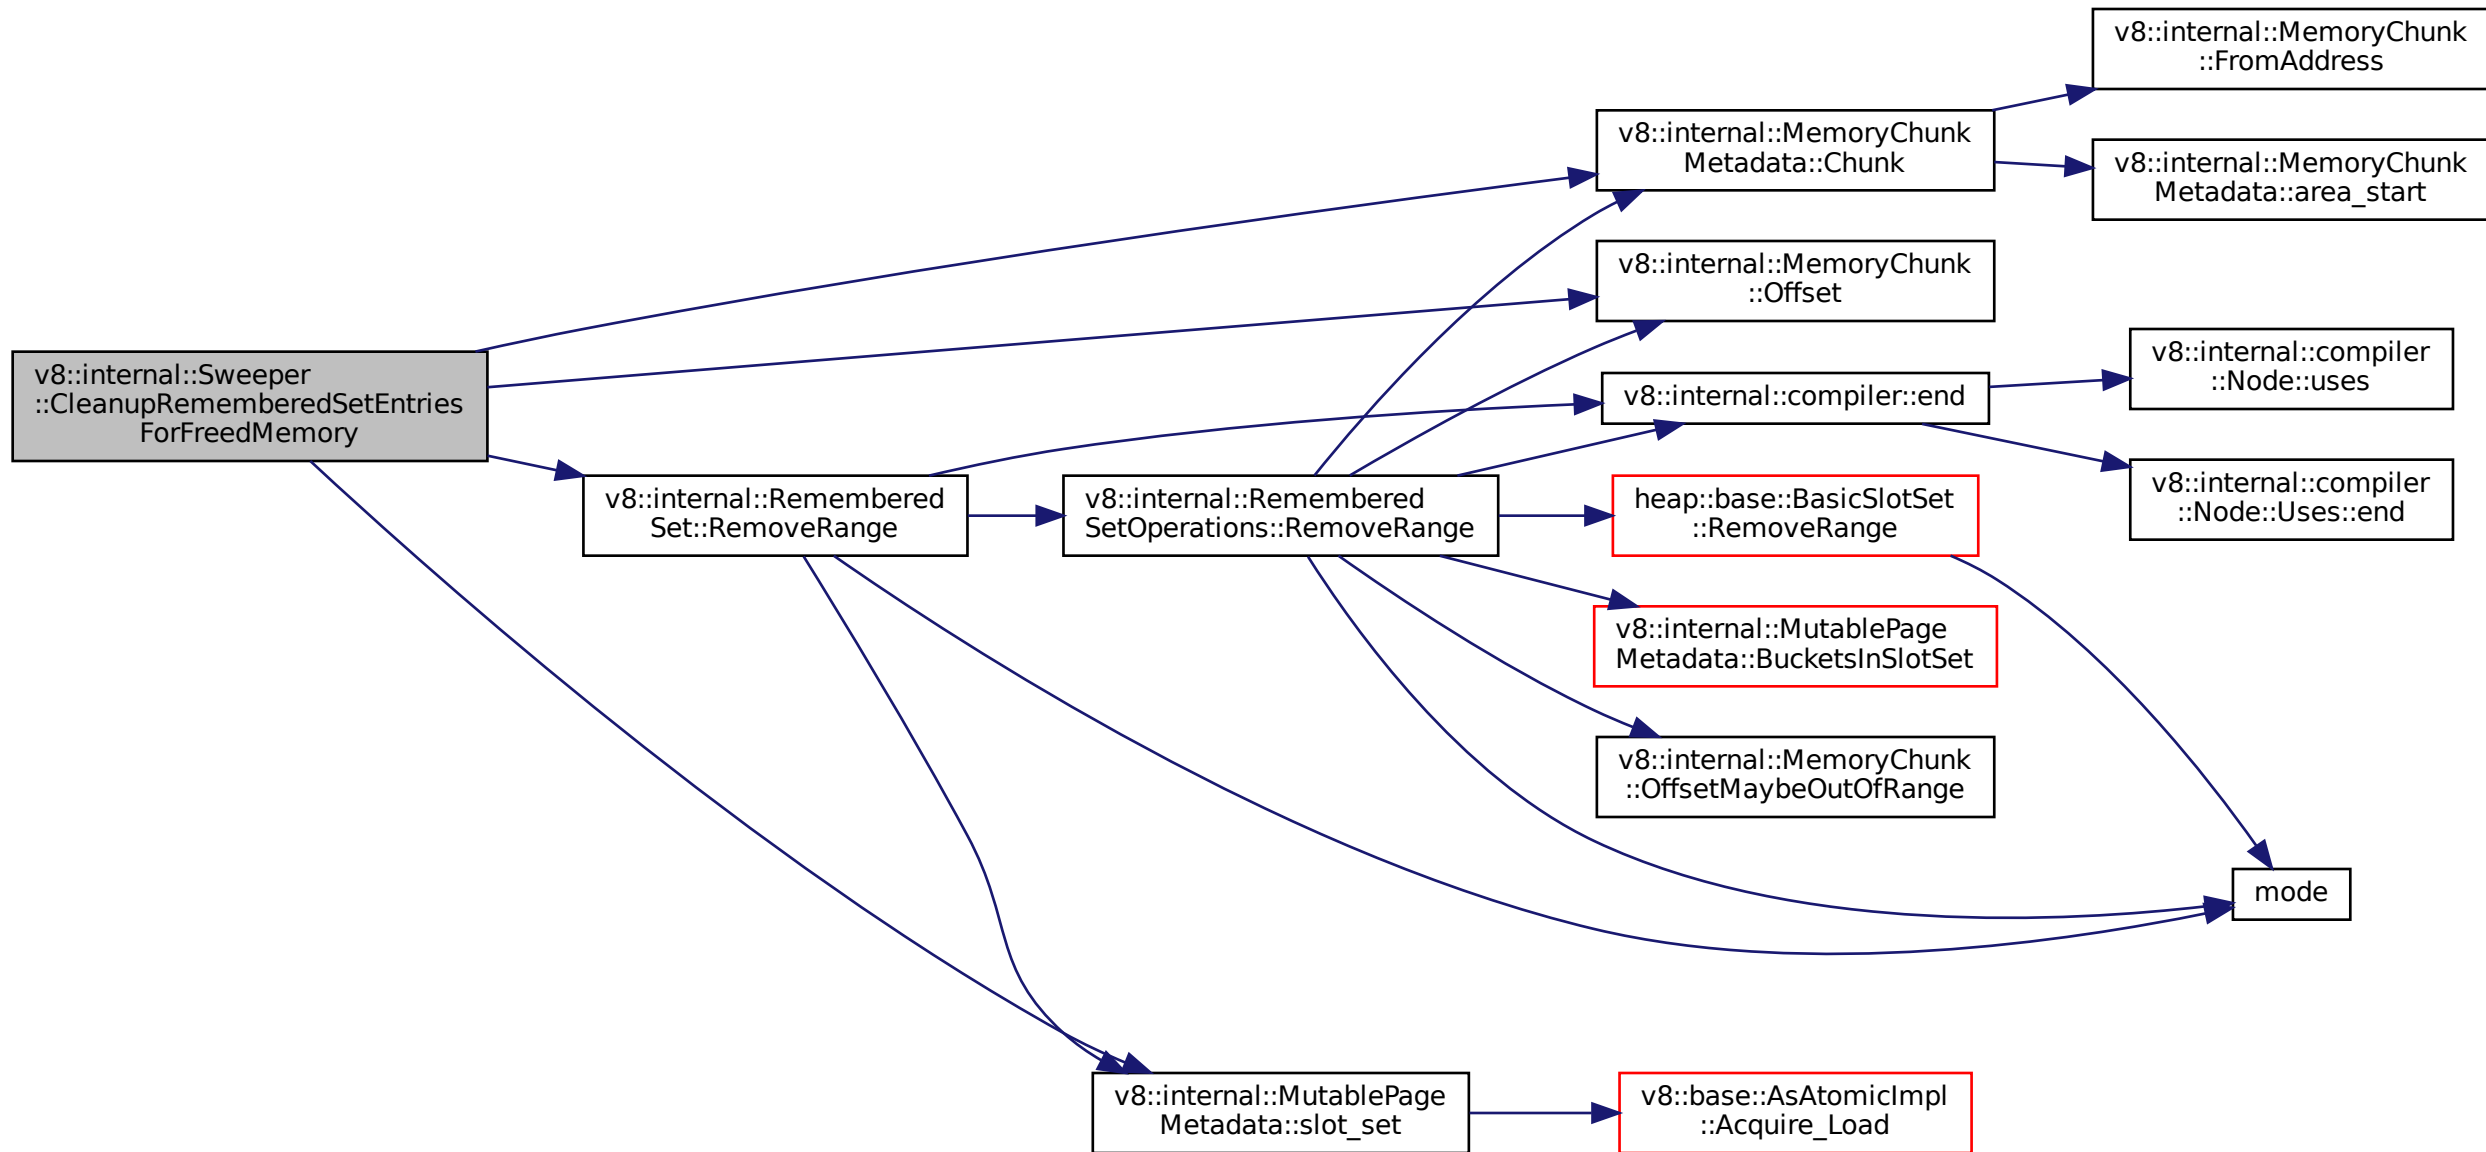 v8::internal::Sweeper
::CleanupRememberedSetEntries
ForFreedMemory
v8::internal::Remembered
Set::RemoveRange
v8::internal::Remembered
SetOperations::RemoveRange
v8::internal::MutablePage
Metadata::slot_set
v8::internal::MemoryChunk
Metadata::Chunk
v8::internal::MemoryChunk
::Offset
v8::internal::compiler::end
heap::base::BasicSlotSet
::RemoveRange
v8::internal::MutablePage
Metadata::BucketsInSlotSet
v8::internal::MemoryChunk
::OffsetMaybeOutOfRange
v8::base::AsAtomicImpl
::Acquire_Load
v8::internal::MemoryChunk
::FromAddress
v8::internal::MemoryChunk
Metadata::area_start
v8::internal::compiler
::Node::uses
v8::internal::compiler
::Node::Uses::end
mode